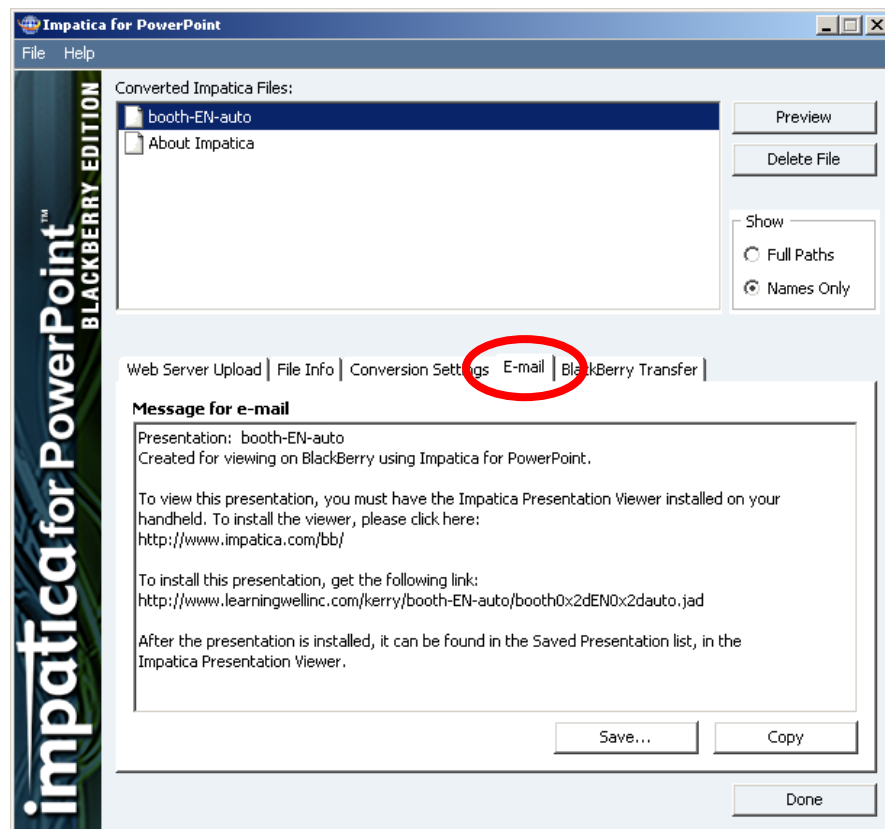 Impatica for PowerPoint
File Help
impatica for PowerPoint™
BLACKBERRY EDITION
Converted Impatica Files:
booth-EN-auto
About Impatica
Preview
Delete File
Show
Full Paths
Names Only
Web Server Upload File Info Conversion Settings E-mail BlackBerry Transfer
Message for e-mail
Presentation: booth-EN-auto
Created for viewing on BlackBerry using Impatica for PowerPoint.
To view this presentation, you must have the Impatica Presentation Viewer installed on your
handheld. To install the viewer, please click here:
http://www.impatica.com/bb/
To install this presentation, get the following link:
http://www.learningwellinc.com/kerry/booth-EN-auto/booth0x2dEN0x2dauto.jad
After the presentation is installed, it can be found in the Saved Presentation list, in the
Impatica Presentation Viewer.
Save... Copy
Done